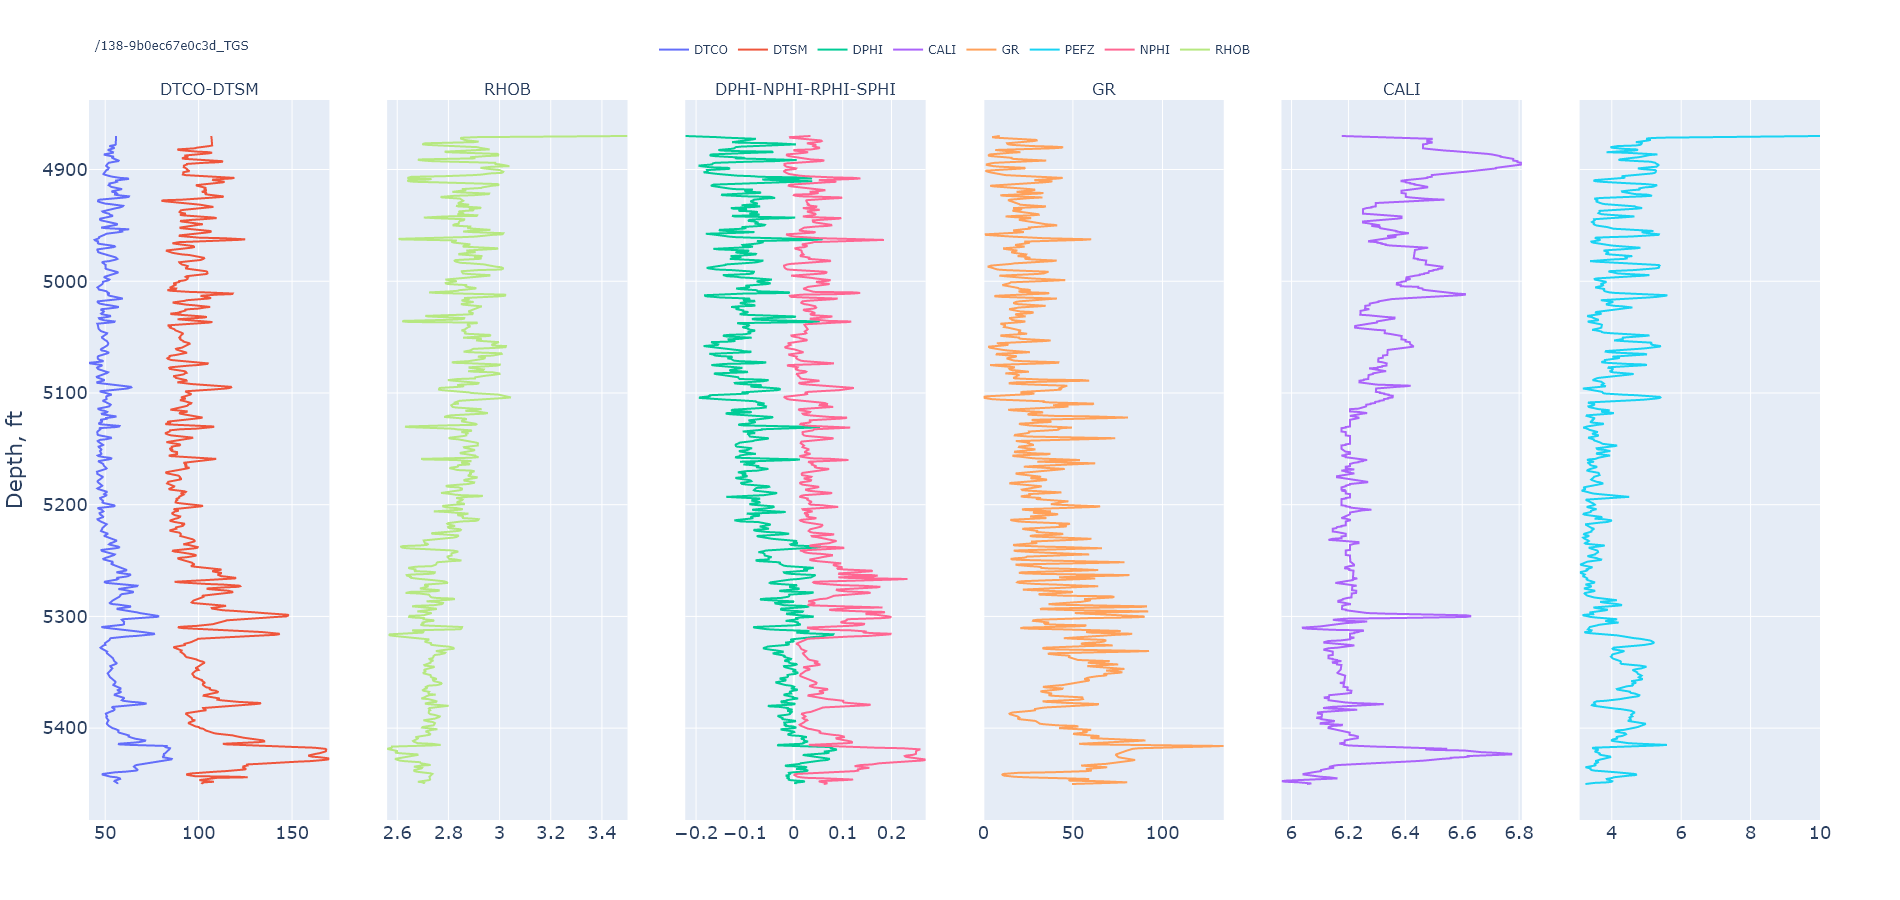 /138-9b0ec67e0c3d_TGS
DTCO DTSM DPHI CALI GR PEFZ NPHI RHOB
DTCO-DTSM RHOB DPHI-NPHI-RPHI-SPHI GR CALI
Depth, ft
4900
5000
5100
5200
5300
5400
50 100 150 2.6 2.8 3 3.2 3.4 −0.2 −0.1 0 0.1 0.2 0 50 100 6 6.2 6.4 6.6 6.8 4 6 8 10